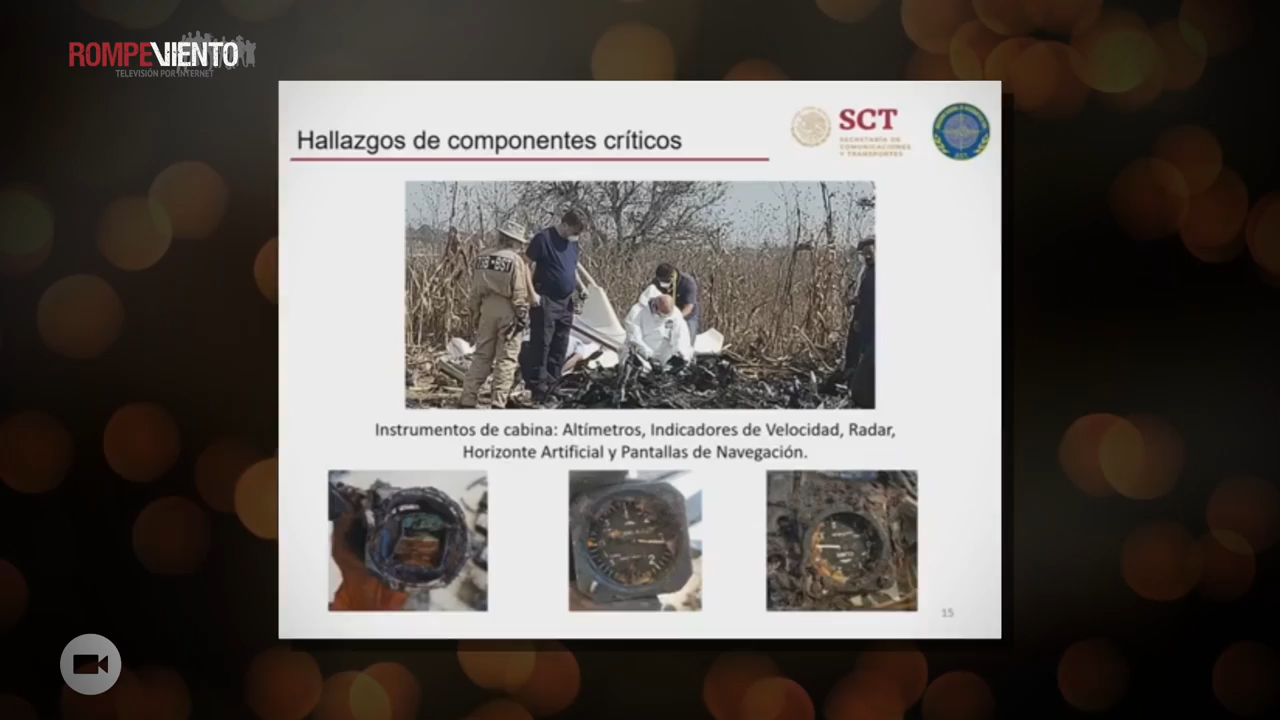 ROMPEVIENTO
TELEVISIÓN POR INTERNET
Hallazgos de componentes críticos
SCT
SECRETARÍA DE
COMUNICACIONES
Y TRANSPORTES
Instrumentos de cabina: Altímetros, Indicadores de Velocidad, Radar,
Horizonte Artificial y Pantallas de Navegación.
15